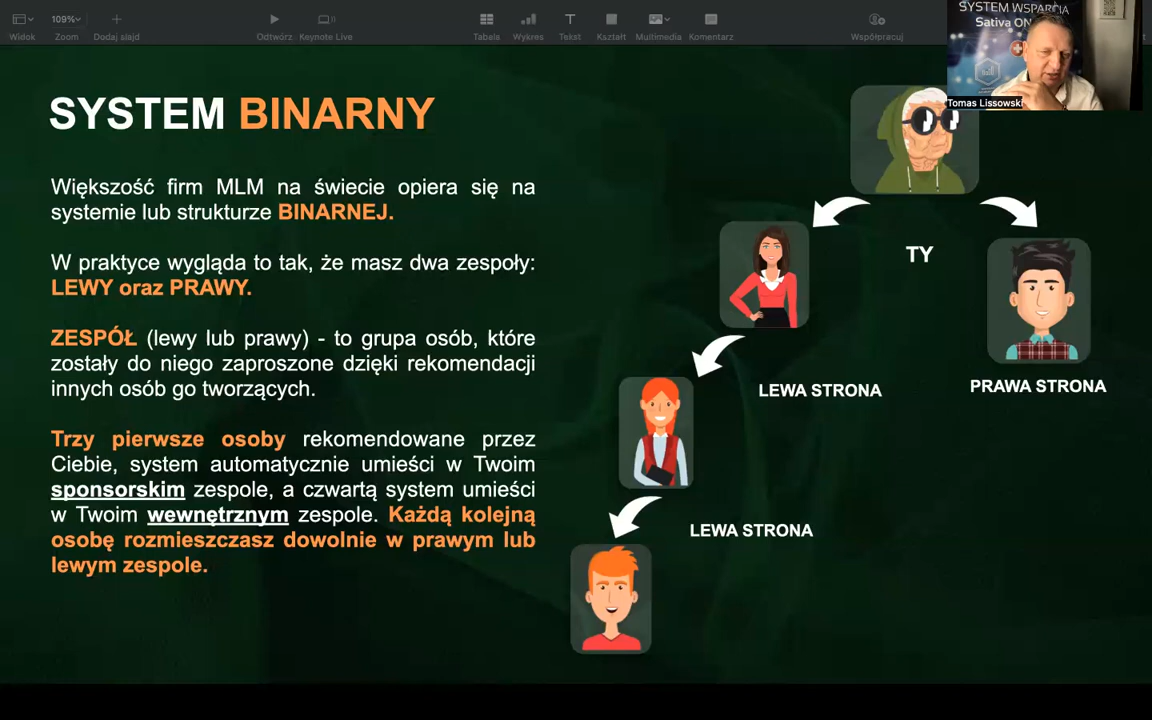 109%
Widok
Zoom
Dodaj slajd
Odtwórz
Keynote Live
Tabela
Wykres
Tekst
Kształt
Multimedia
Komentarz
Współpracuj
SYSTEM WSPARCIA
Sativa ON
Tomas Lissowski
SYSTEM BINARNY
Większość firm MLM na świecie opiera się na
systemie lub strukturze BINARNEJ.
W praktyce wygląda to tak, że masz dwa zespoły:
LEWY oraz PRAWY.
ZESPÓŁ (lewy lub prawy) - to grupa osób, które
zostały do niego zaproszone dzięki rekomendacji
innych osób go tworzących.
Trzy pierwsze osoby rekomendowane przez
Ciebie, system automatycznie umieści w Twoim
sponsorskim zespole, a czwartą system umieści
w Twoim wewnętrznym zespole. Każdą kolejną
osobę rozmieszczasz dowolnie w prawym lub
lewym zespole.
TY
LEWA STRONA
PRAWA STRONA
LEWA STRONA